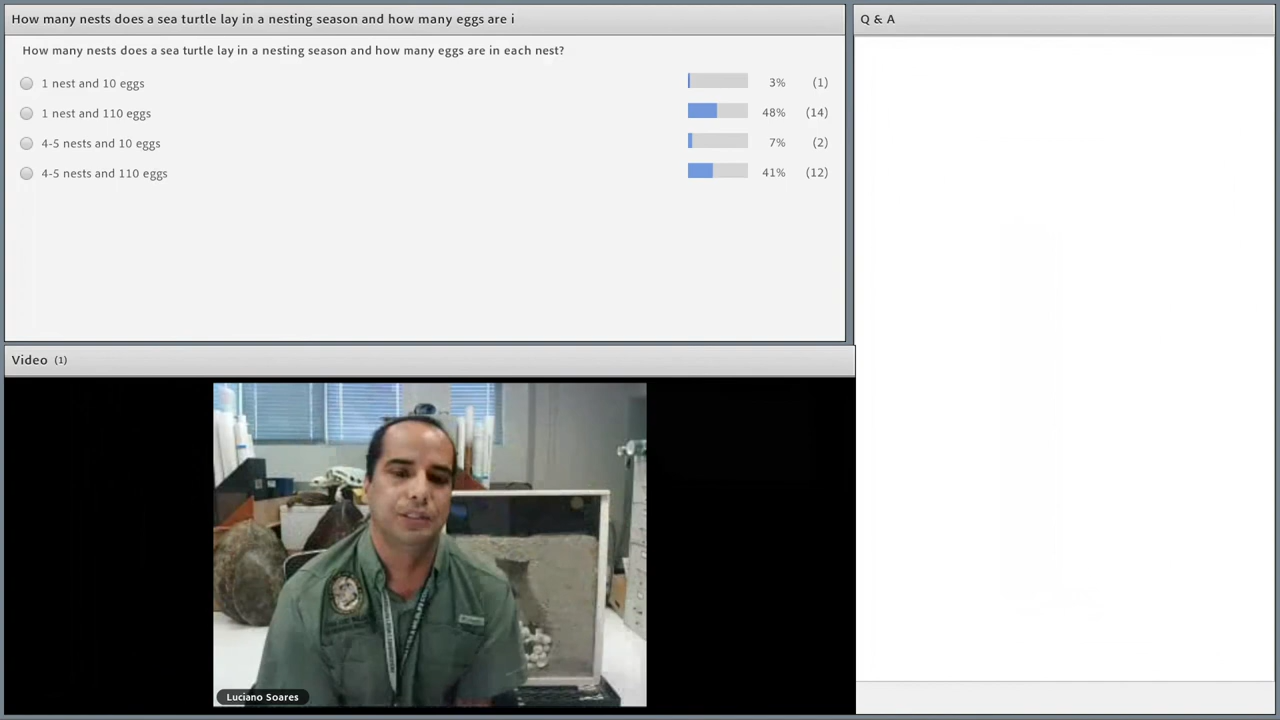 How many nests does a sea turtle lay in a nesting season and how many eggs are i
Q & A
How many nests does a sea turtle lay in a nesting season and how many eggs are in each nest?
1 nest and 10 eggs 3% (1)
1 nest and 110 eggs 48% (14)
4-5 nests and 10 eggs 7% (2)
4-5 nests and 110 eggs 41% (12)
Video (1)
Luciano Soares